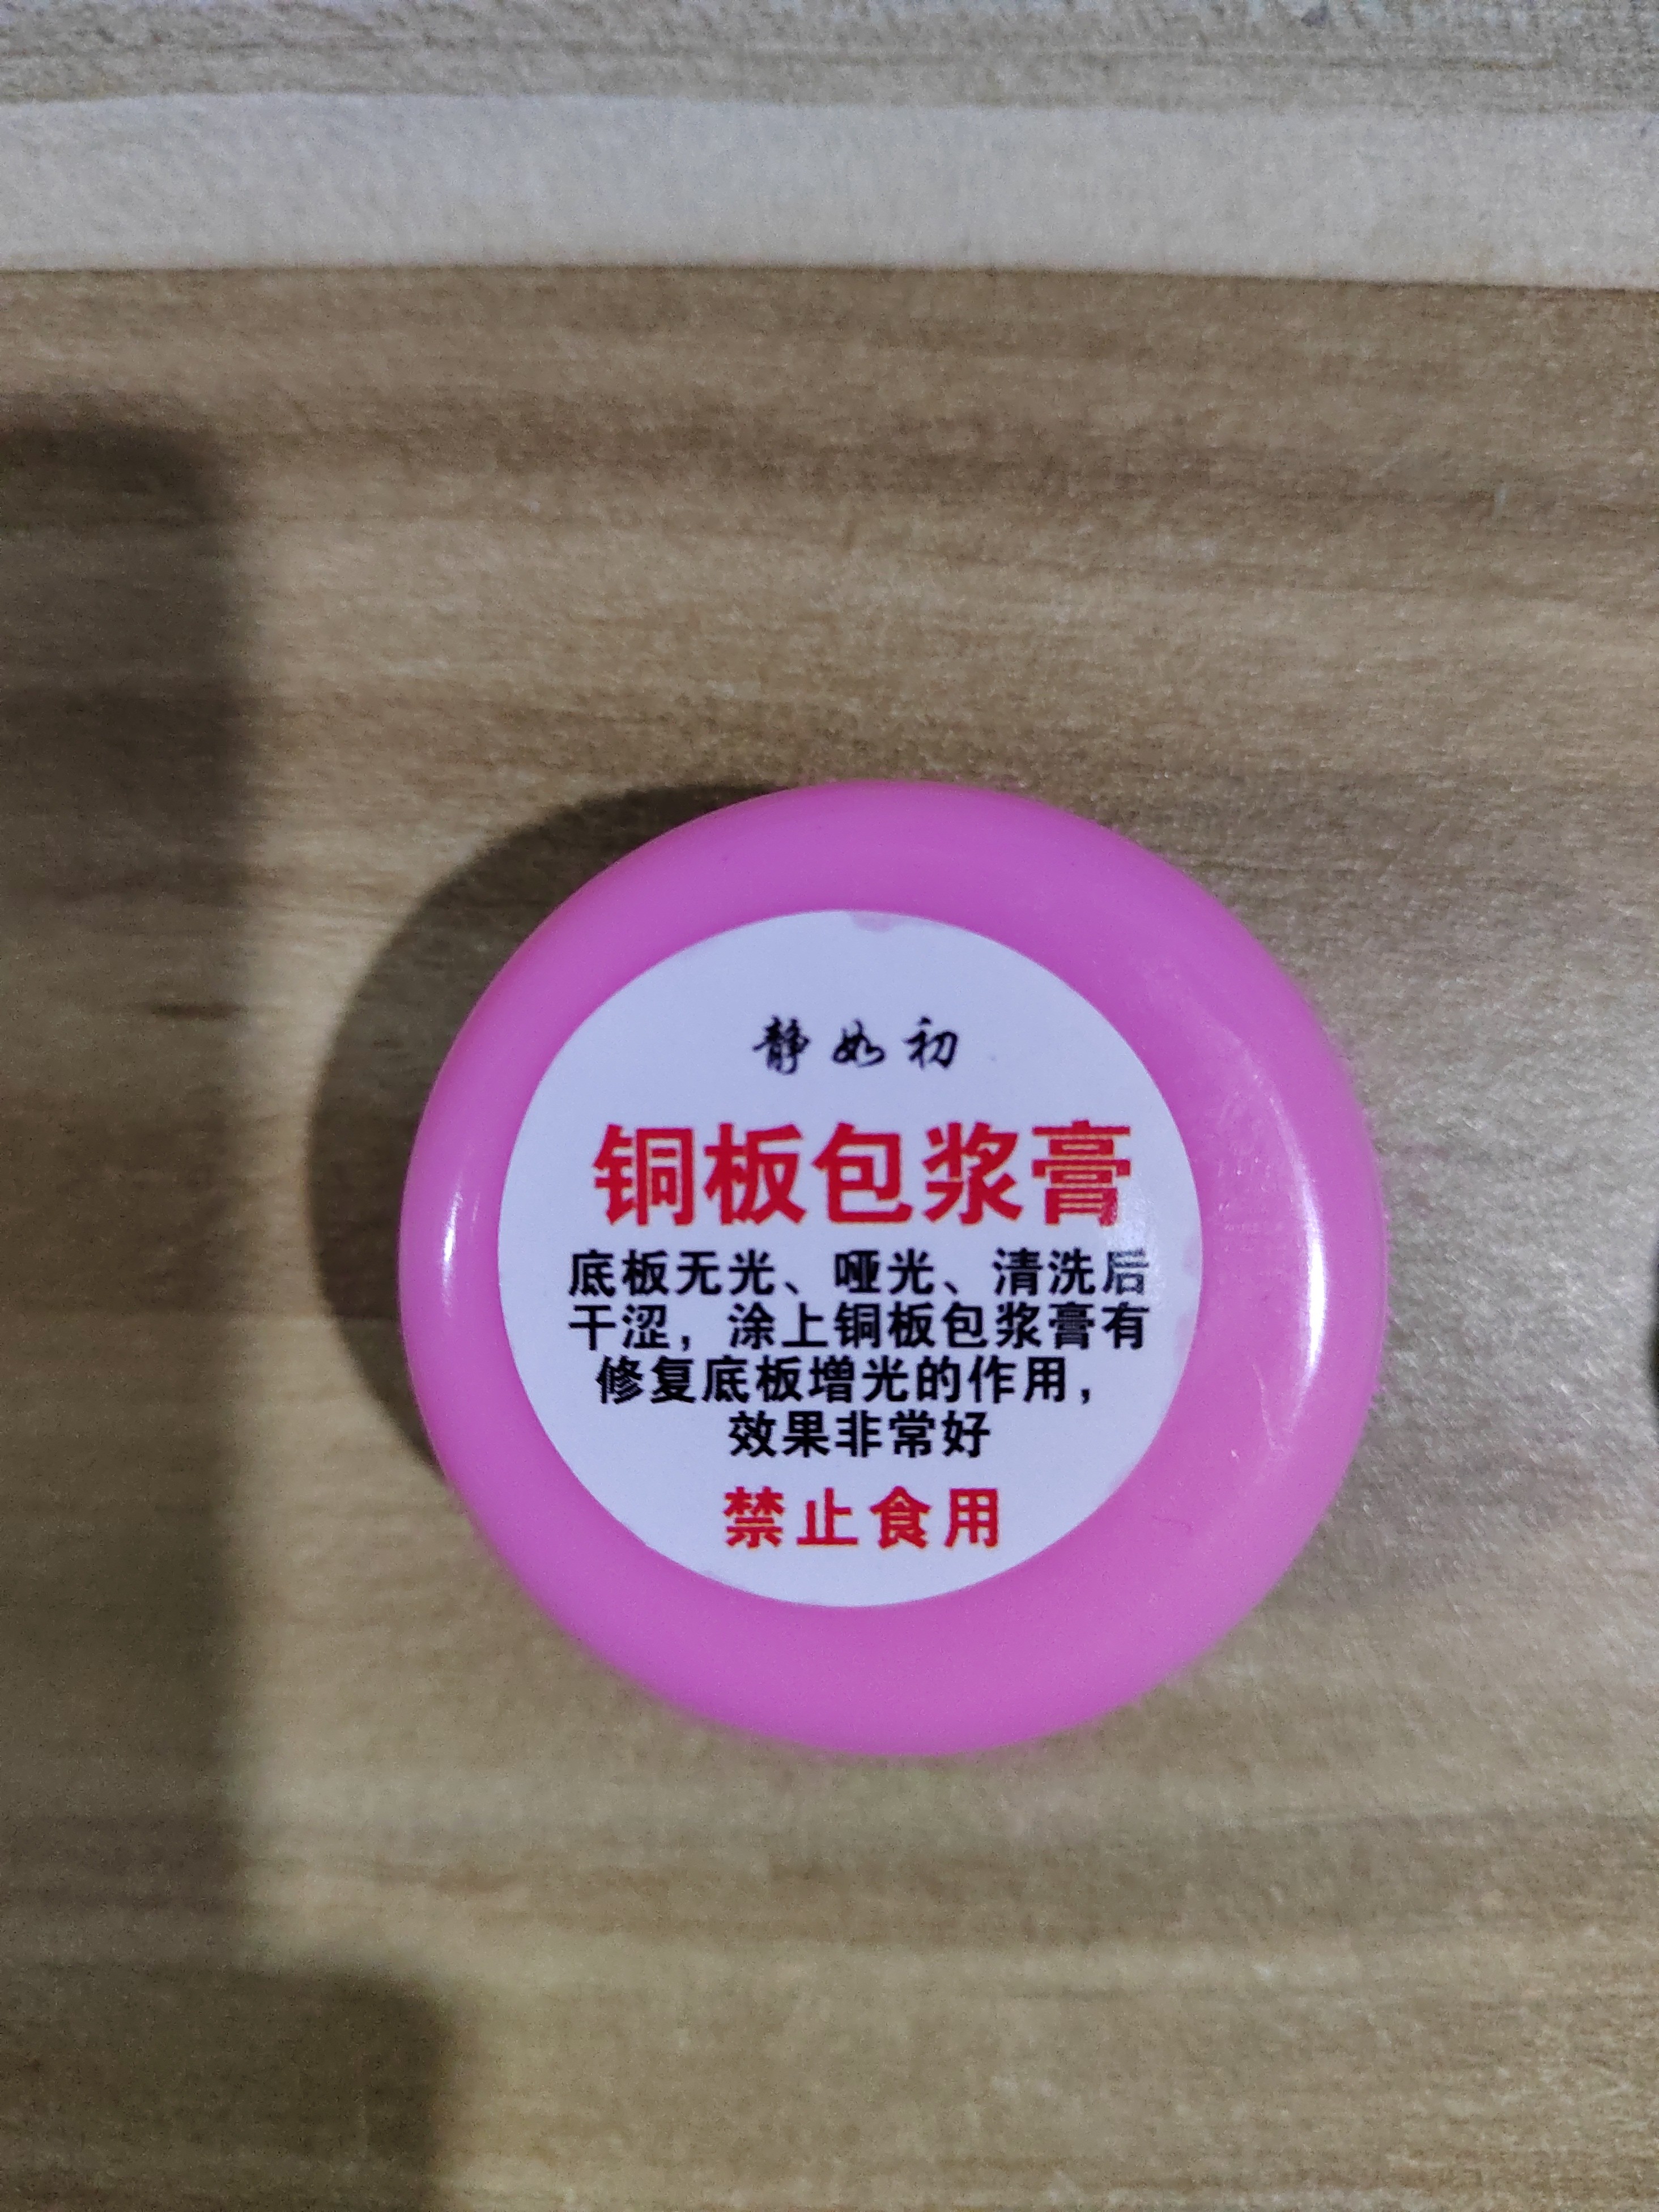 静如初
铜板包浆膏
底板无光、哑光、清洗后
干涩，涂上铜板包浆膏有
修复底板增光的作用，
效果非常好
禁止食用